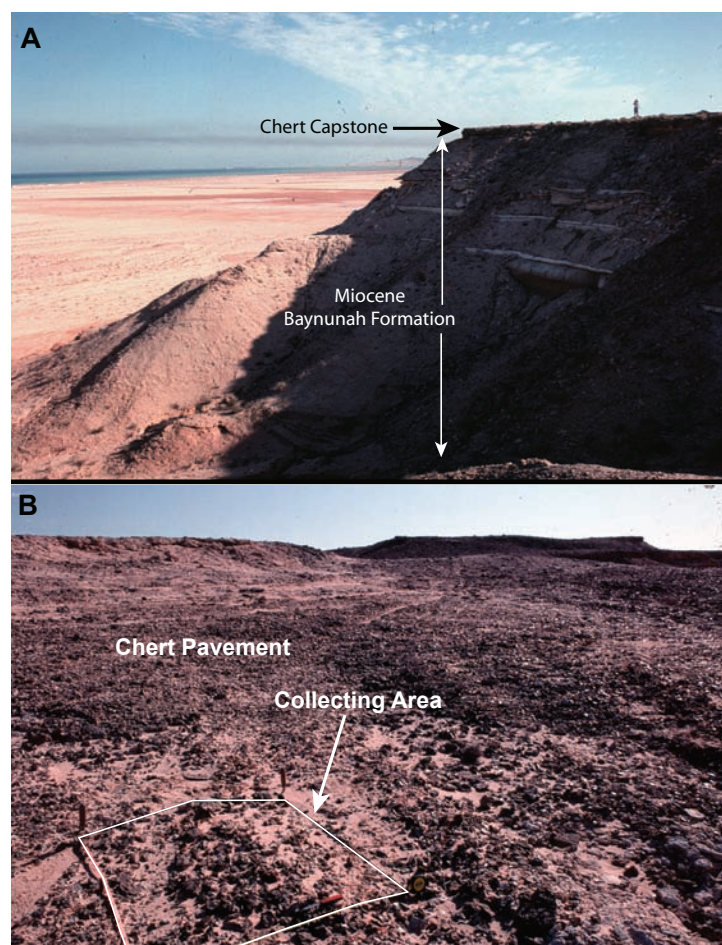 A
Chert Capstone
Miocene
Baynunah Formation
B
Chert Pavement
Collecting Area